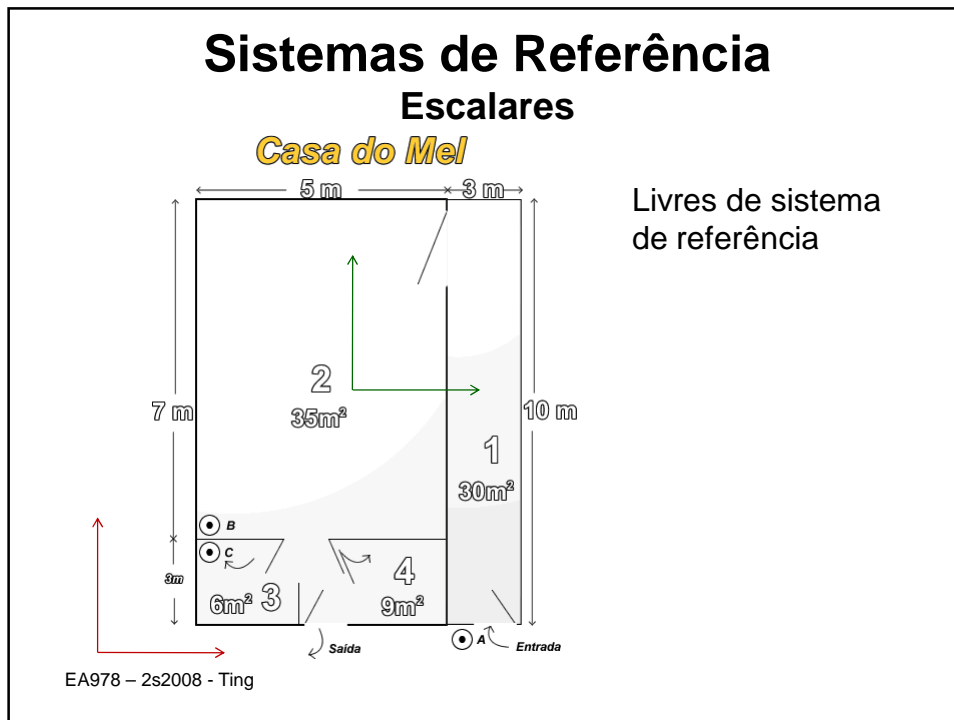 Sistemas de Referência
Escalares
Casa do Mel
5 m
3 m
Livres de sistema
de referência
2
35m²
7 m
10 m
1
30m²
B
C
3m
6m² 3
4
9m²
Saída
A
Entrada
EA978 – 2s2008 - Ting